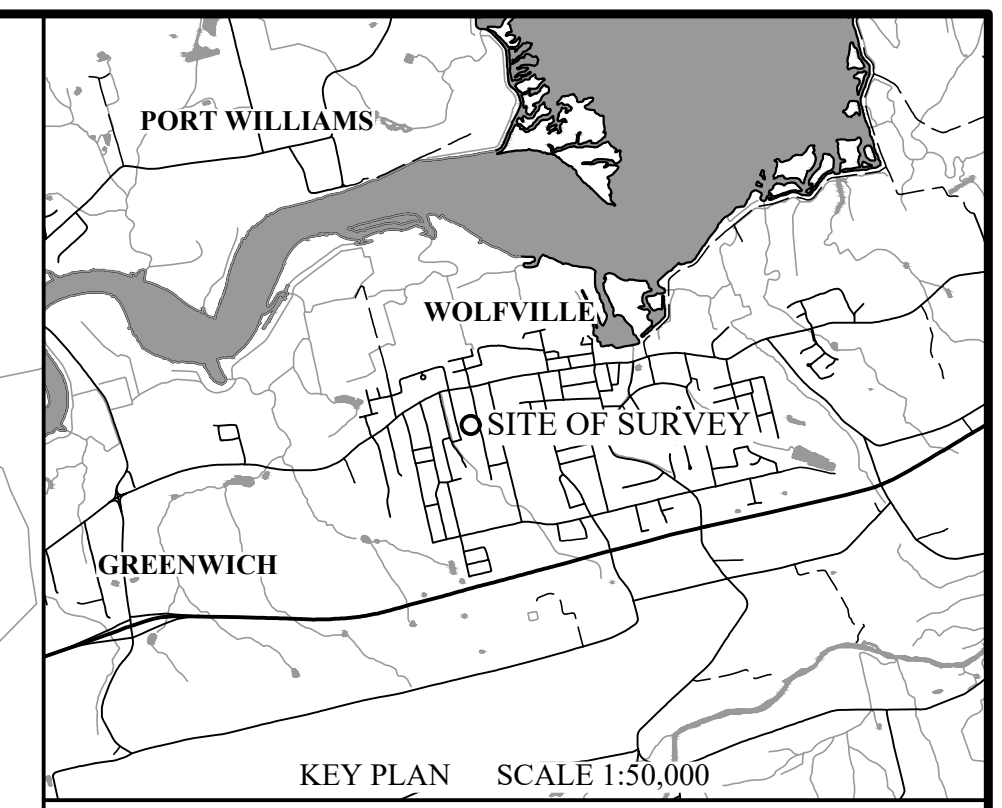 PORT WILLIAMS
WOLFVILLE
SITE OF SURVEY
GREENWICH
KEY PLAN SCALE 1:50,000